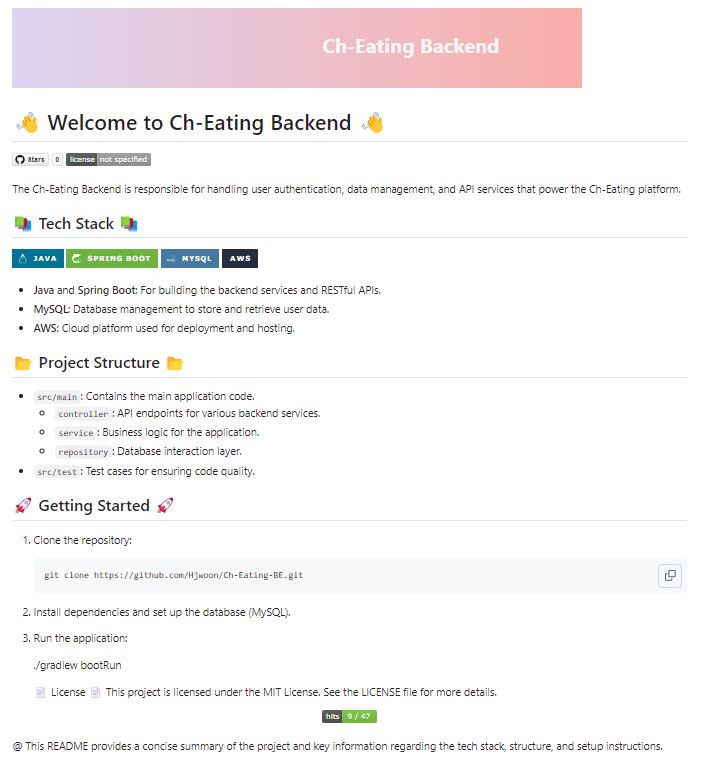 Ch-Eating Backend
👋 Welcome to Ch-Eating Backend 👋
Stars 0 license not specified
The Ch-Eating Backend is responsible for handling user authentication, data management, and API services that power the Ch-Eating platform.
📚 Tech Stack 📚
JAVA SPRING BOOT MYSQL AWS
• Java and Spring Boot: For building the backend services and RESTful APIs.
• MySQL: Database management to store and retrieve user data.
• AWS: Cloud platform used for deployment and hosting.
📂 Project Structure 📂
• src/main : Contains the main application code.
◦ controller : API endpoints for various backend services.
◦ service : Business logic for the application.
◦ repository : Database interaction layer.
• src/test : Test cases for ensuring code quality.
🚀 Getting Started 🚀
1. Clone the repository:
git clone https://github.com/Hjwoon/Ch-Eating-BE.git
2. Install dependencies and set up the database (MySQL).
3. Run the application:
./gradlew bootRun
📄 License 📄 This project is licensed under the MIT License. See the LICENSE file for more details.
hits 9 / 47
@ This README provides a concise summary of the project and key information regarding the tech stack, structure, and setup instructions.